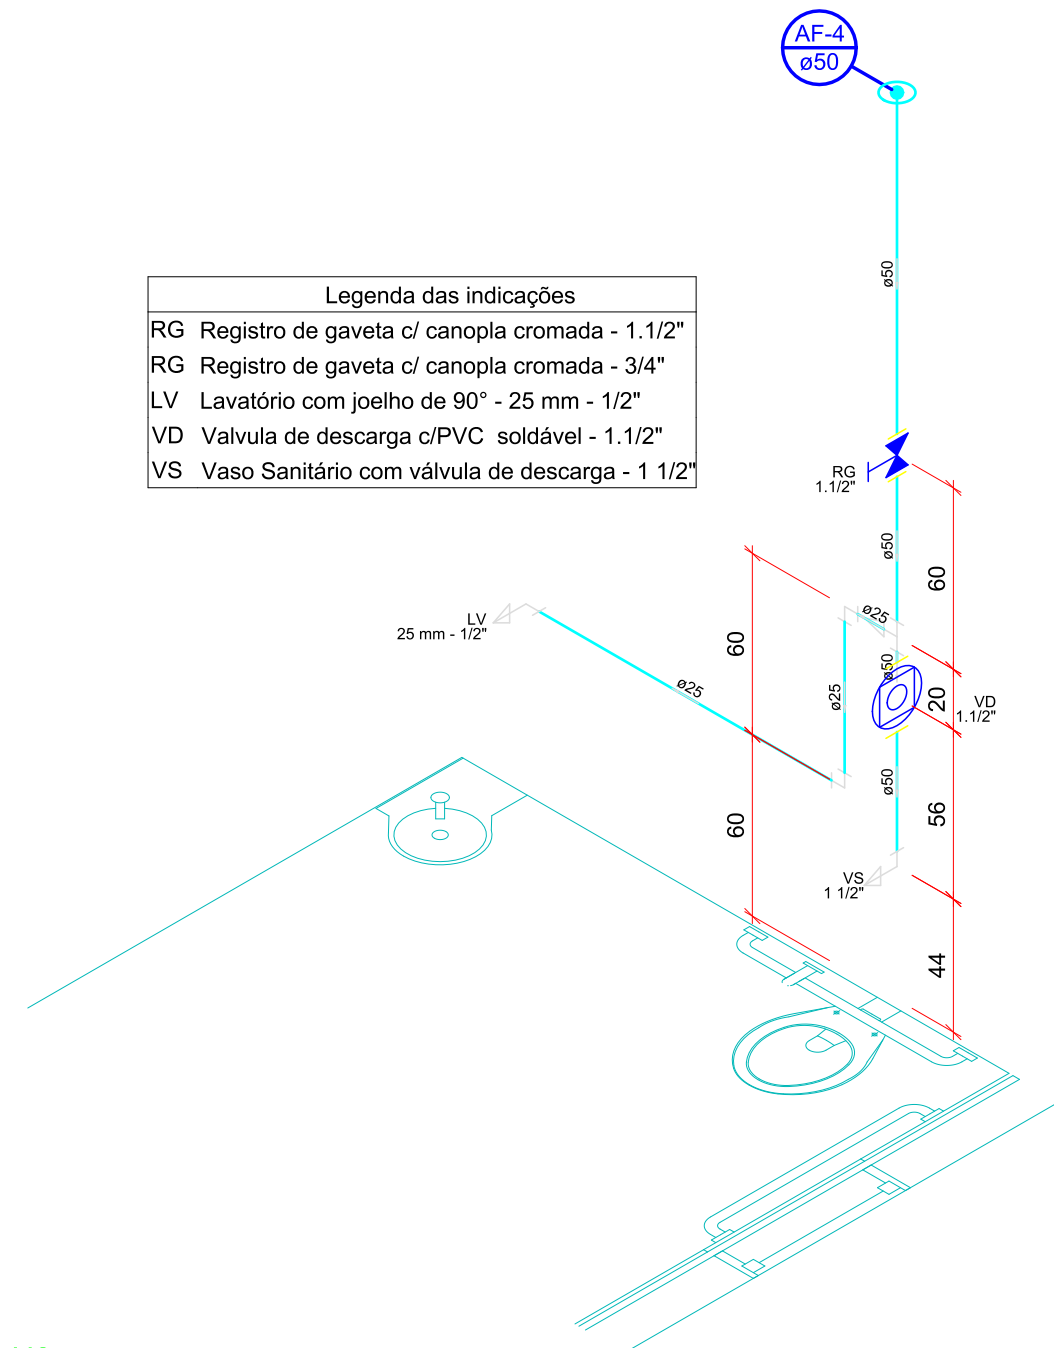 AF-4
ø50
ø50
Legenda das indicações
RG Registro de gaveta c/ canopla cromada - 1.1/2"
RG Registro de gaveta c/ canopla cromada - 3/4"
LV Lavatório com joelho de 90° - 25 mm - 1/2"
VD Valvula de descarga c/PVC soldável - 1.1/2"
VS Vaso Sanitário com válvula de descarga - 1 1/2"
RG
1.1/2"
ø50
60
ø25
LV
25 mm - 1/2"
60
ø50
ø25
ø25
20
VD
1.1/2"
ø50
56
60
VS
1 1/2"
44